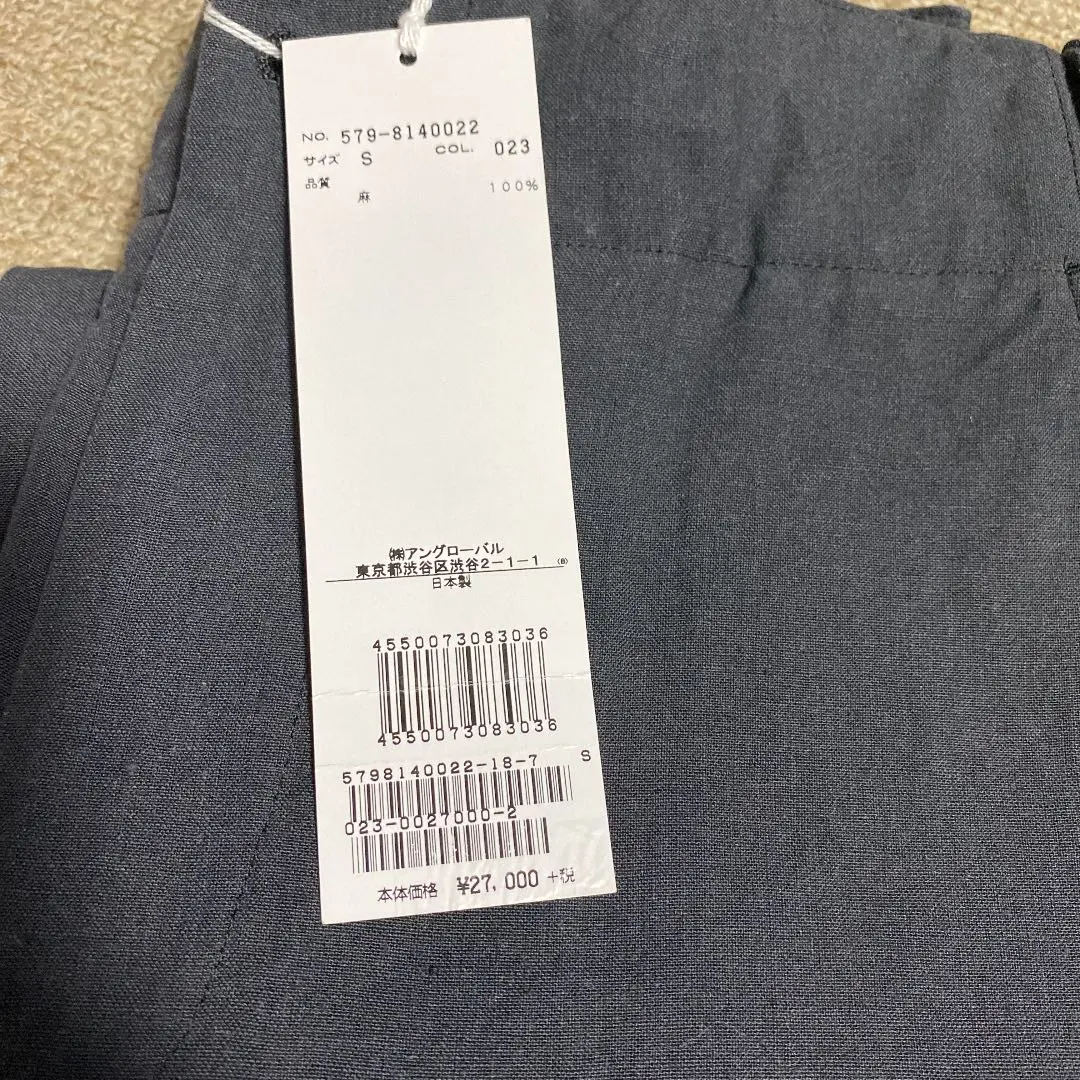 NO. 579-8140022
サイズ S COL. 023
品質
麻 100%
㈱アングローバル
東京都渋谷区渋谷2-1-1 (B)
日本製
4550073083036
4550073083036
5798140022-18-7 S
023-0027000-2
本体価格 ¥27,000 +税